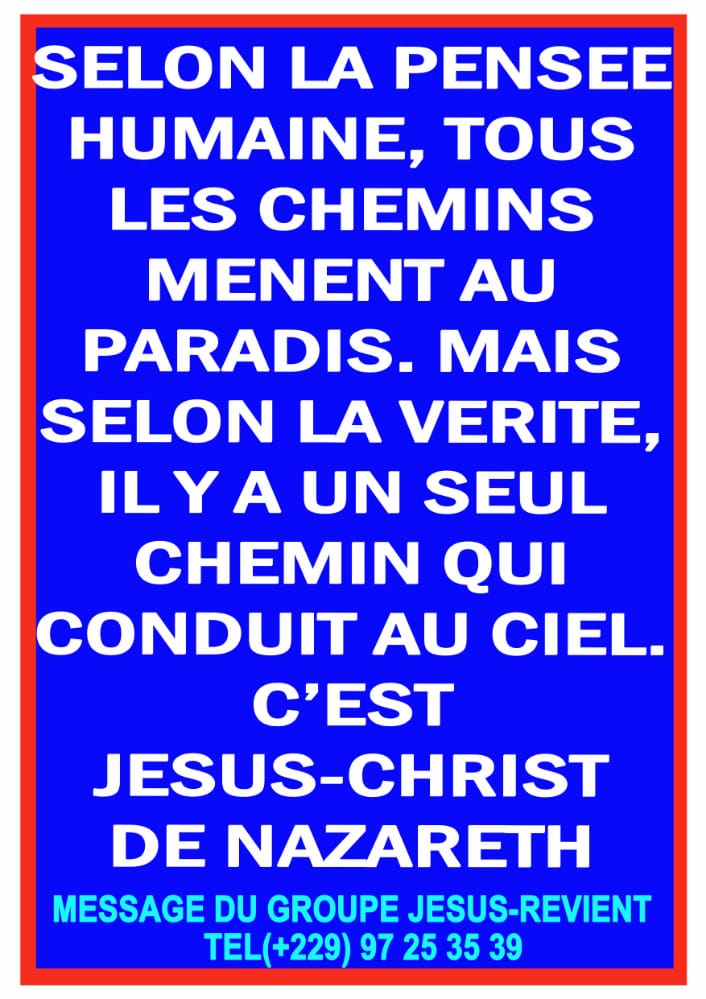 SELON LA PENSEE
HUMAINE, TOUS
LES CHEMINS
MENENT AU
PARADIS. MAIS
SELON LA VERITE,
IL Y A UN SEUL
CHEMIN QUI
CONDUIT AU CIEL.
C’EST
JESUS-CHRIST
DE NAZARETH
MESSAGE DU GROUPE JESUS-REVIENT
TEL(+229) 97 25 35 39